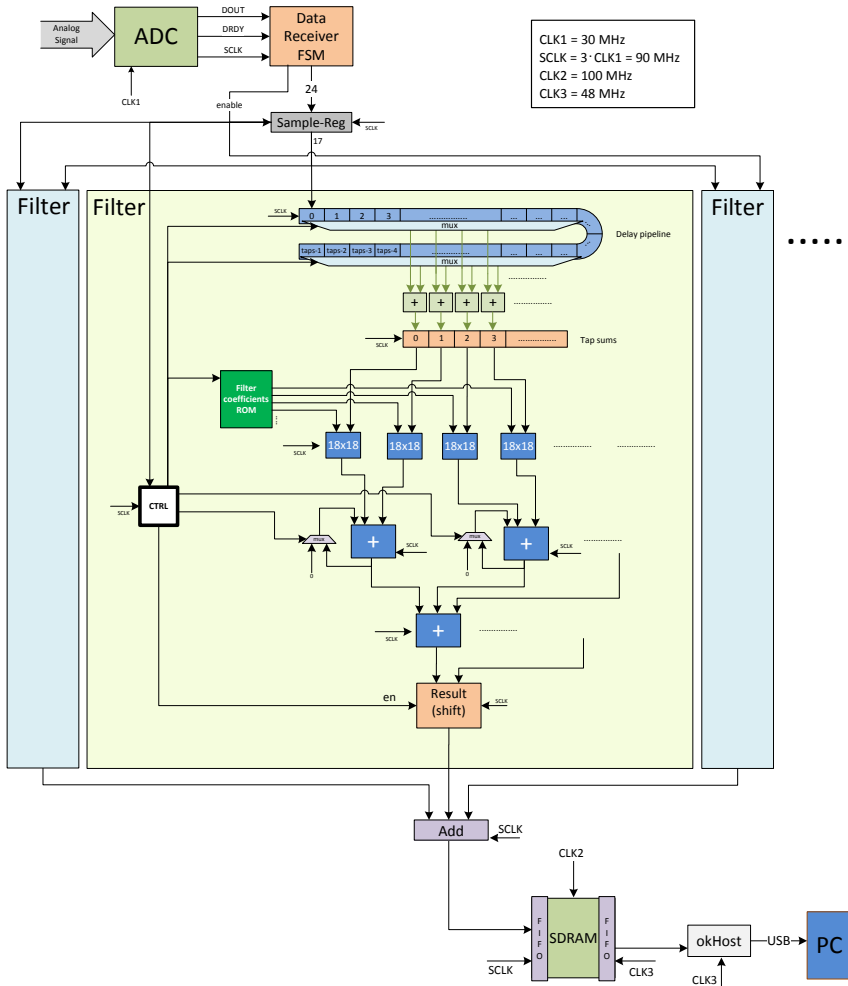 Analog
Signal
ADC
DOUT
DRDY
SCLK
CLK1
Data
Receiver
FSM
24
enable
Sample-Reg
SCLK
17
CLK1 = 30 MHz
SCLK = 3·CLK1 = 90 MHz
CLK2 = 100 MHz
CLK3 = 48 MHz
Filter
Filter
Filter
.....
SCLK
0 1 2 3 ................ ... ... ...
mux
Delay pipeline
taps-1 taps-2 taps-3 taps-4 ................ ... ... ...
mux
................
+ + + + ................
SCLK
0 1 2 3 ................
Tap sums
Filter
coefficients
ROM
...
SCLK
18x18 18x18 18x18 18x18 ................ ................
CTRL
SCLK
mux
0
+
SCLK
mux
0
+
SCLK
................
SCLK
+
................
en
Result
(shift)
SCLK
Add
SCLK
CLK2
FIFO
SDRAM
FIFO
SCLK
CLK3
okHost
CLK3
USB
PC